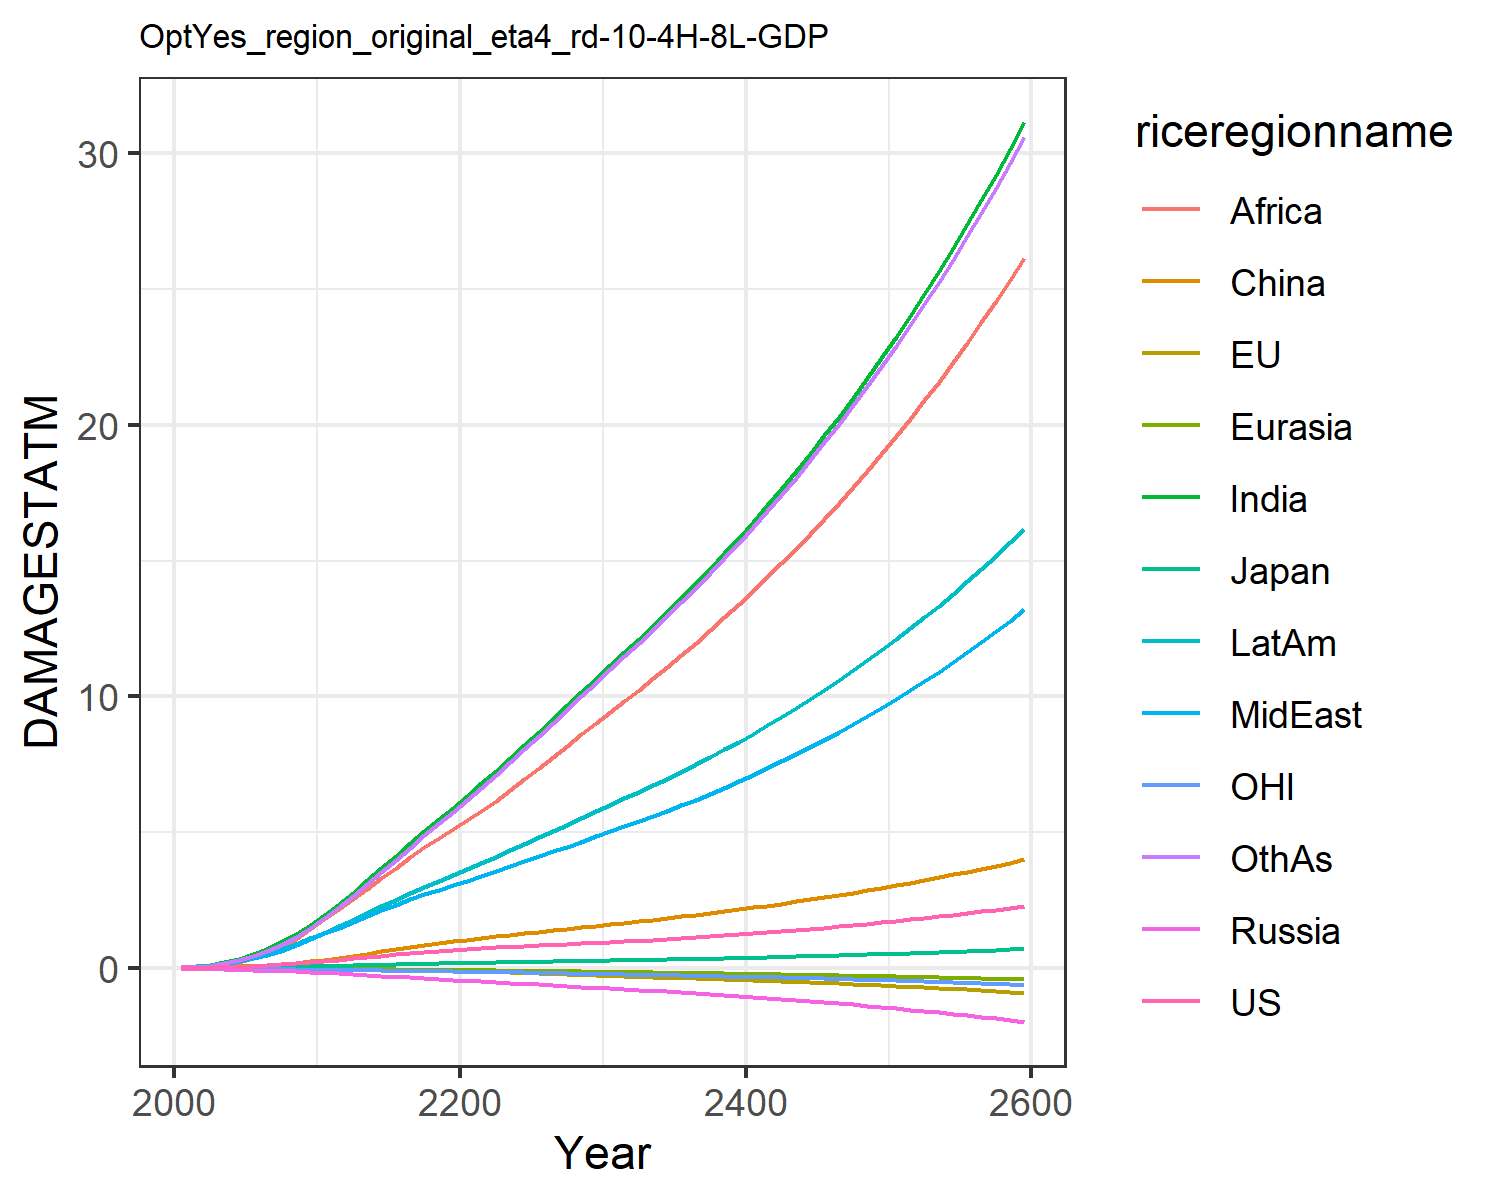 OptYes_region_original_eta4_rd-10-4H-8L-GDP
DAMAGESTATM
30
20
10
0
2000
2200
2400
2600
Year
riceregionname
Africa
China
EU
Eurasia
India
Japan
LatAm
MidEast
OHI
OthAs
Russia
US